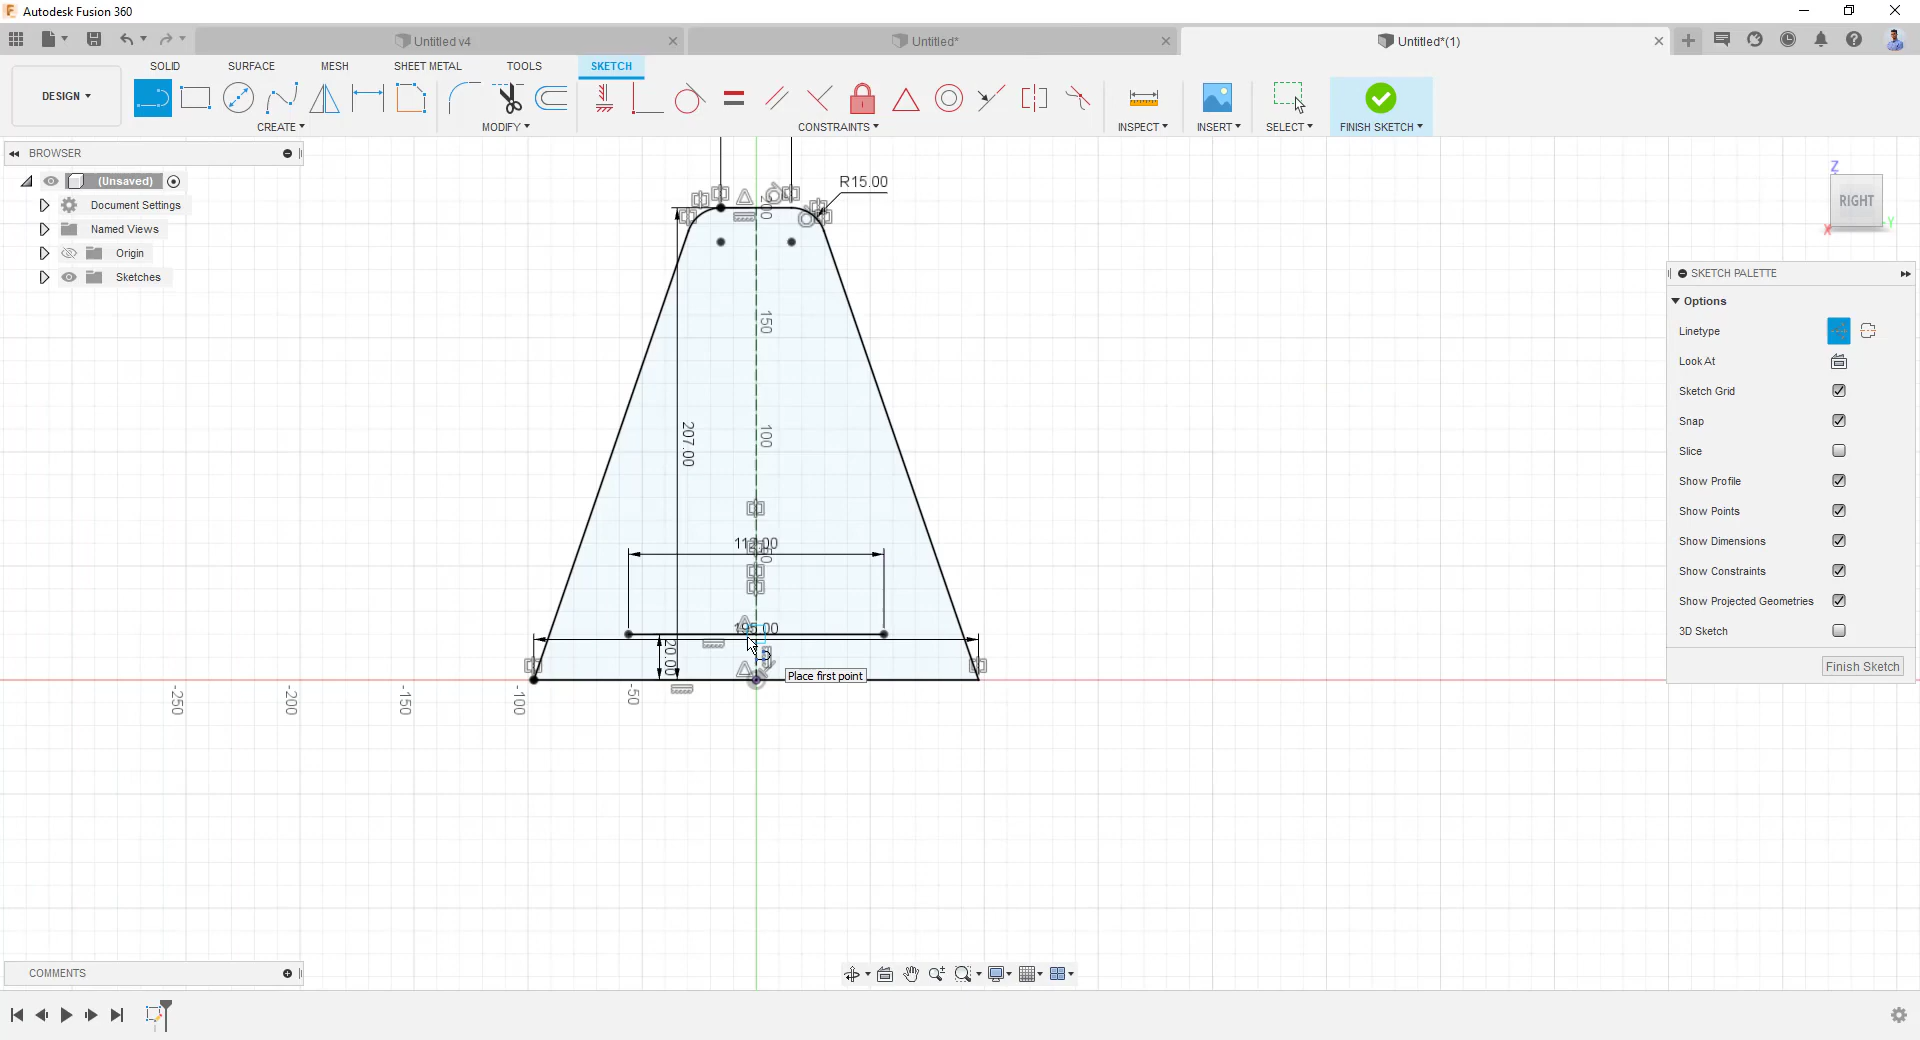 Autodesk Fusion 360
Untitled v4
Untitled*
Untitled*(1)
SOLID
SURFACE
MESH
SHEET METAL
TOOLS
SKETCH
DESIGN
CREATE
MODIFY
CONSTRAINTS
INSPECT
INSERT
SELECT
FINISH SKETCH
BROWSER
(Unsaved)
Document Settings
Named Views
Origin
Sketches
R15.00
200
150
100
207.00
195.00
20.00
Place first point
-250
-200
-150
-100
-50
Z
RIGHT
X
Y
SKETCH PALETTE
Options
Linetype
Look At
Sketch Grid
Snap
Slice
Show Profile
Show Points
Show Dimensions
Show Constraints
Show Projected Geometries
3D Sketch
Finish Sketch
COMMENTS